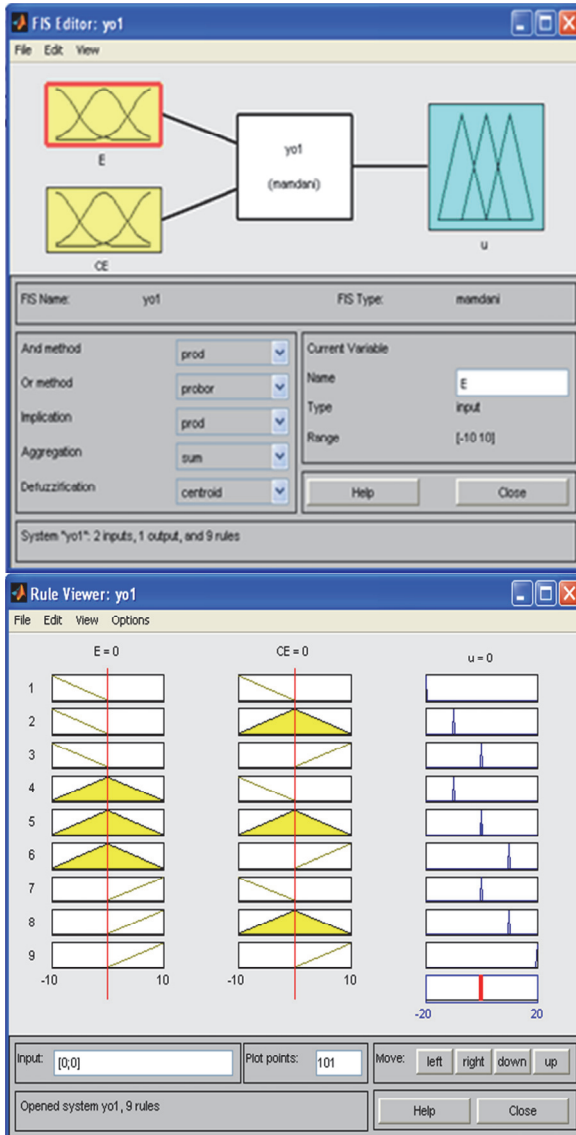 FIS Editor: yo1
File Edit View
E
yo1
(mamdani)
CE
u
FIS Name: yo1 FIS Type: mamdani
And method prod
Or method probor
Implication prod
Aggregation sum
Defuzzification centroid
Current Variable
Name E
Type input
Range [-10 10]
Help Close
System "yo1": 2 inputs, 1 output, and 9 rules
Rule Viewer: yo1
File Edit View Options
E = 0 CE = 0 u = 0
1
2
3
4
5
6
7
8
9
-10 10 -10 10
-20 20
Input: [0;0] Plot points: 101 Move: left right down up
Opened system yo1, 9 rules
Help Close